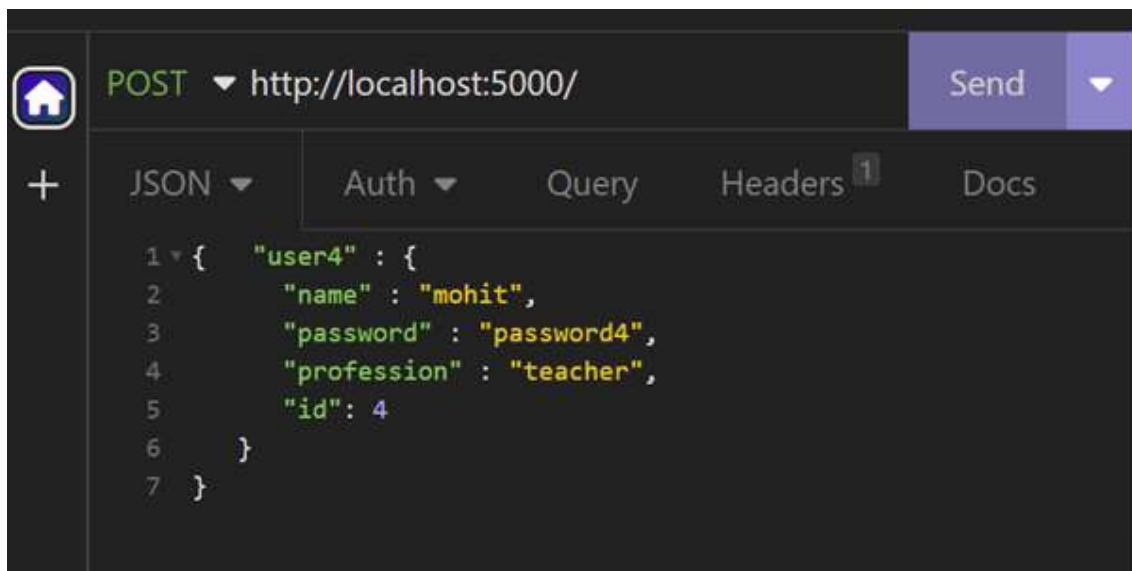 POST http://localhost:5000/ Send
JSON Auth Query Headers 1 Docs
1 { "user4" : {
2 "name" : "mohit",
3 "password" : "password4",
4 "profession" : "teacher",
5 "id": 4
6 }
7 }